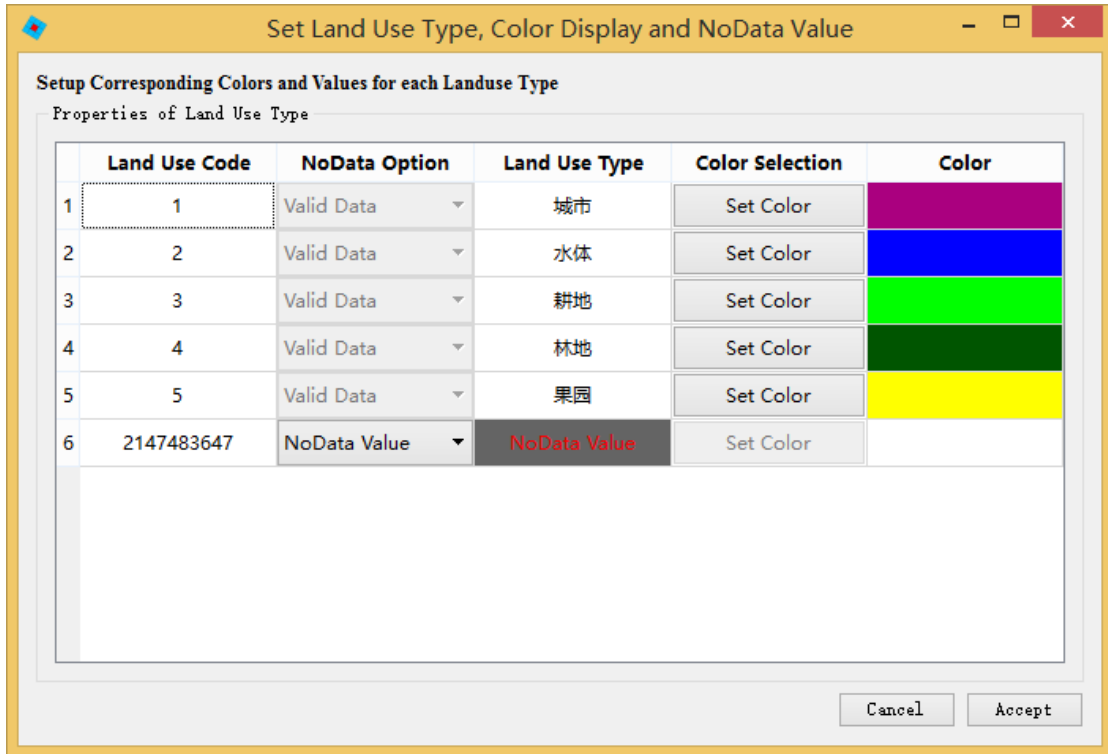 Set Land Use Type, Color Display and NoData Value
Setup Corresponding Colors and Values for each Landuse Type
Properties of Land Use Type
Land Use Code NoData Option Land Use Type Color Selection Color
1 1 Valid Data 城市 Set Color
2 2 Valid Data 水体 Set Color
3 3 Valid Data 耕地 Set Color
4 4 Valid Data 林地 Set Color
5 5 Valid Data 果园 Set Color
6 2147483647 NoData Value NoData Value Set Color
Cancel Accept